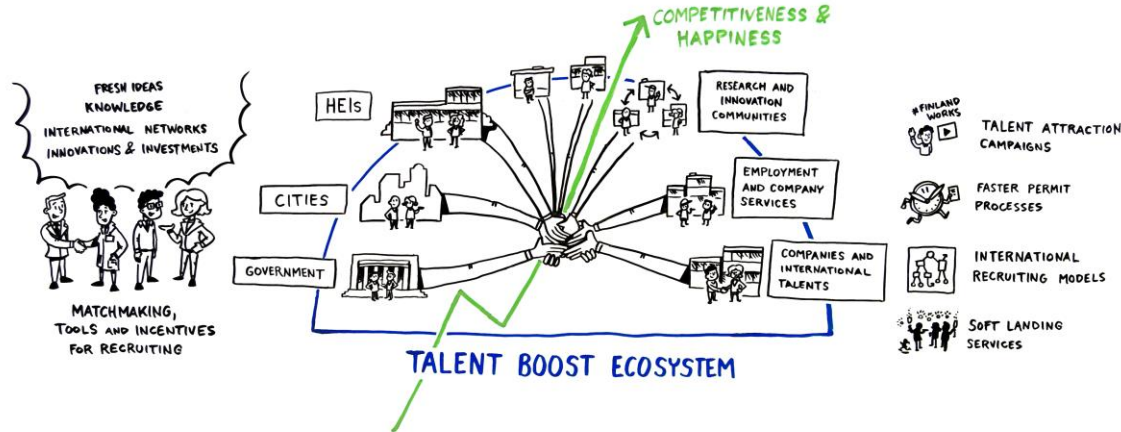 FRESH IDEAS
KNOWLEDGE
INTERNATIONAL NETWORKS
INNOVATIONS & INVESTMENTS
MATCHMAKING,
TOOLS AND INCENTIVES
FOR RECRUITING
COMPETITIVENESS &
HAPPINESS
HEIs
CITIES
GOVERNMENT
RESEARCH AND
INNOVATION
COMMUNITIES
EMPLOYMENT
AND COMPANY
SERVICES
COMPANIES AND
INTERNATIONAL
TALENTS
TALENT BOOST ECOSYSTEM
#FINLAND
WORKS
TALENT ATTRACTION
CAMPAIGNS
FASTER PERMIT
PROCESSES
INTERNATIONAL
RECRUITING MODELS
SOFT LANDING
SERVICES